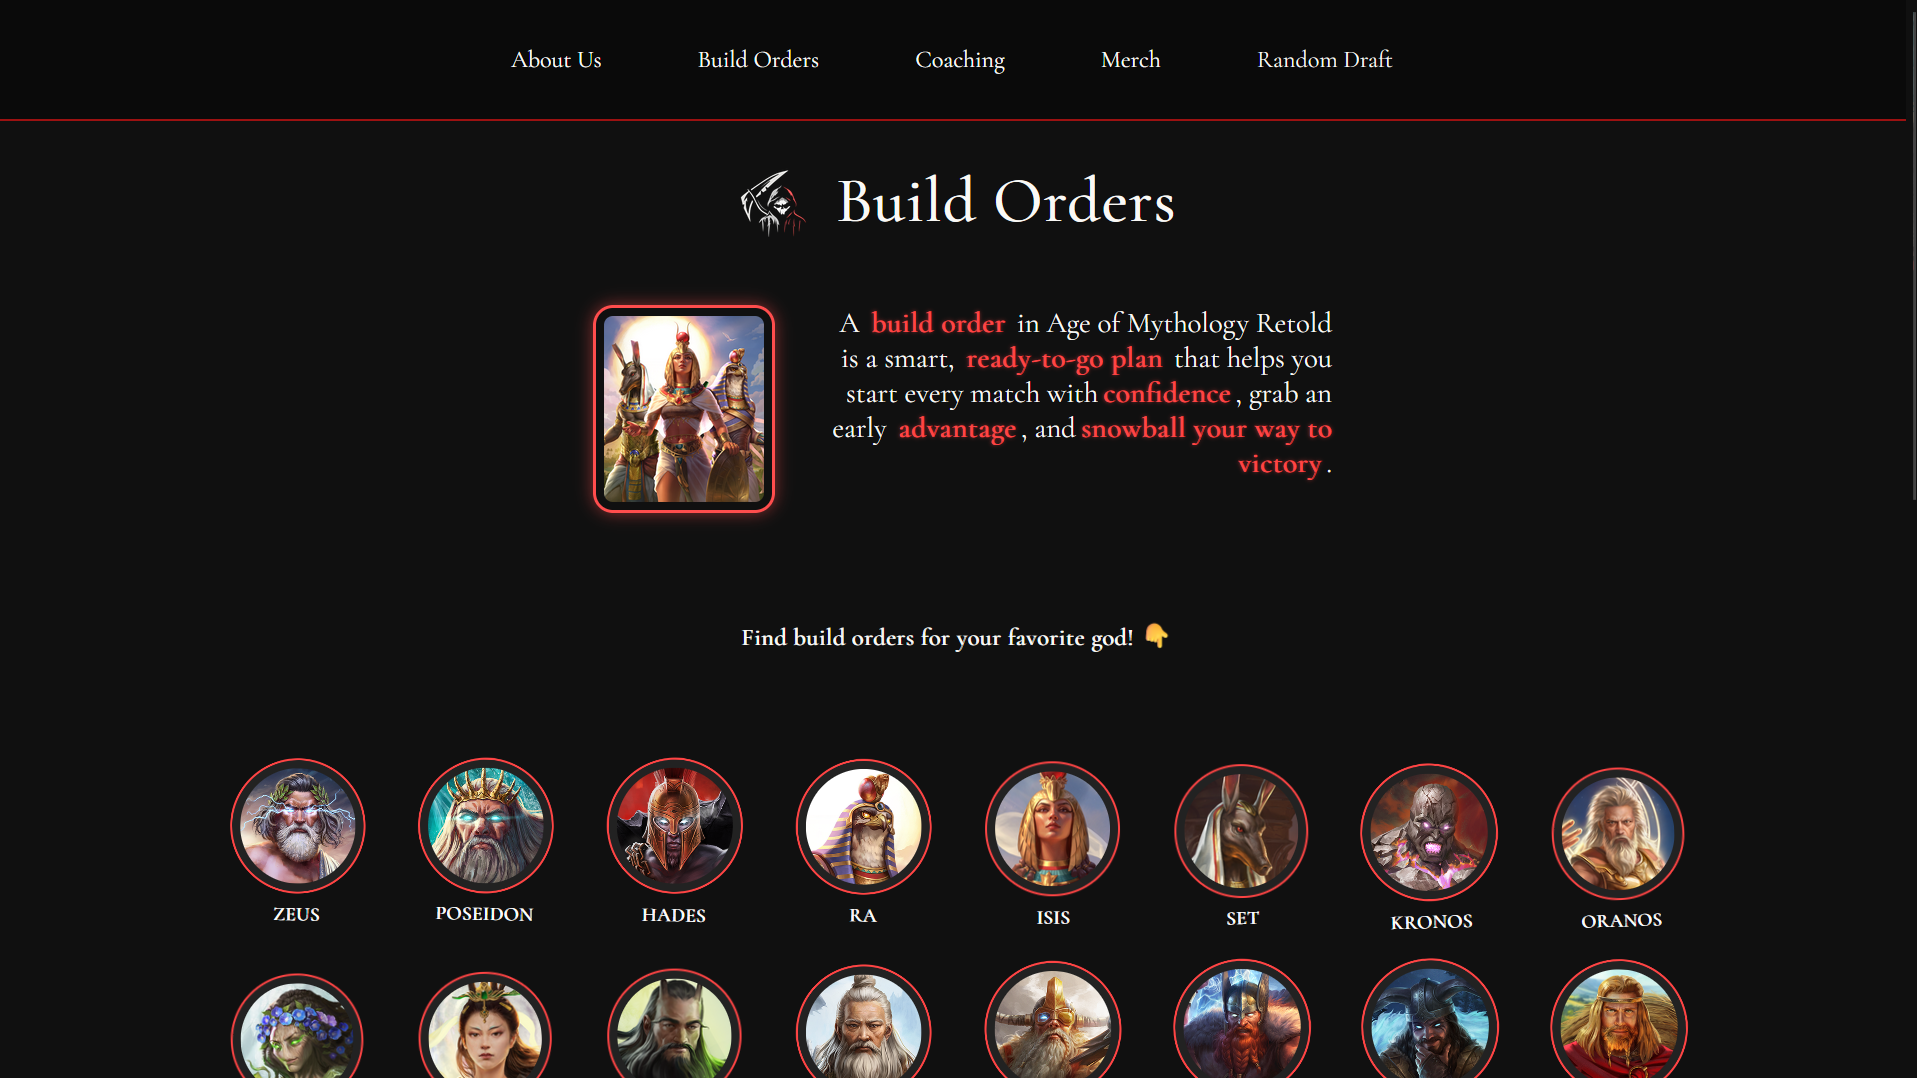 About Us Build Orders Coaching Merch Random Draft
Build Orders
A build order in Age of Mythology Retold
is a smart, ready-to-go plan that helps you
start every match with confidence , grab an
early advantage , and snowball your way to
victory .
Find build orders for your favorite god! 👇
ZEUS POSEIDON HADES RA ISIS SET KRONOS ORANOS